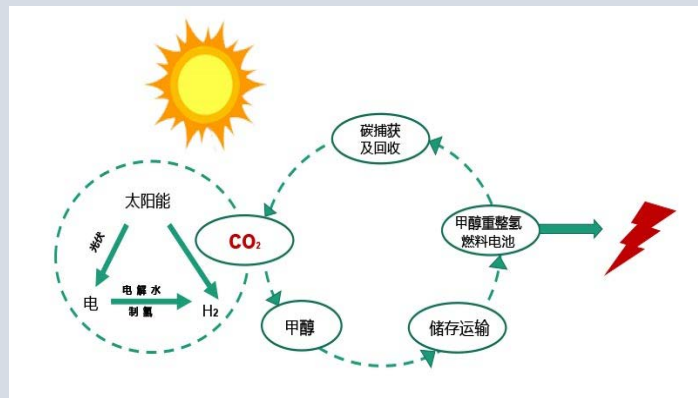 碳捕获
及回收
太阳能
光伏
CO₂
甲醇重整氢
燃料电池
电解水
制氢
电
H₂
甲醇
储存运输